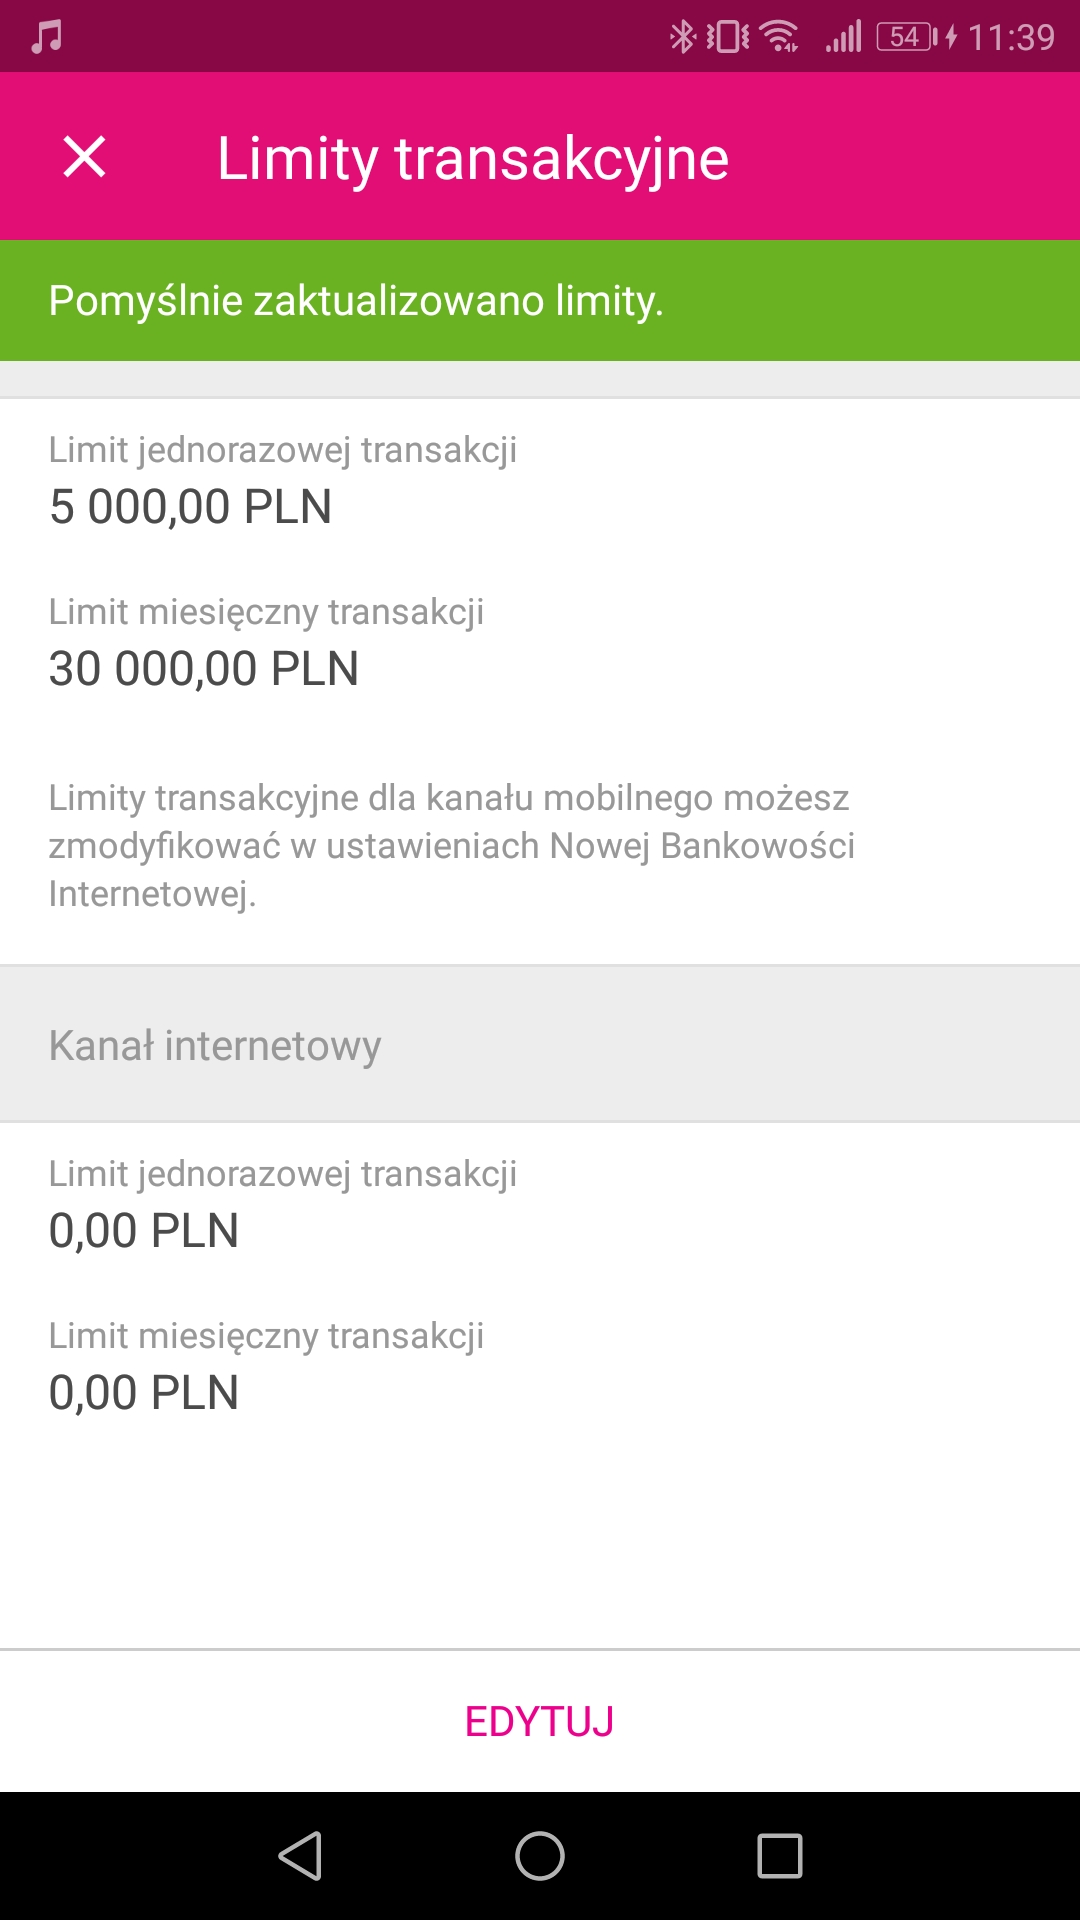 54 11:39
Limity transakcyjne
Pomyślnie zaktualizowano limity.
Limit jednorazowej transakcji
5 000,00 PLN
Limit miesięczny transakcji
30 000,00 PLN
Limity transakcyjne dla kanału mobilnego możesz
zmodyfikować w ustawieniach Nowej Bankowości
Internetowej.
Kanał internetowy
Limit jednorazowej transakcji
0,00 PLN
Limit miesięczny transakcji
0,00 PLN
EDYTUJ